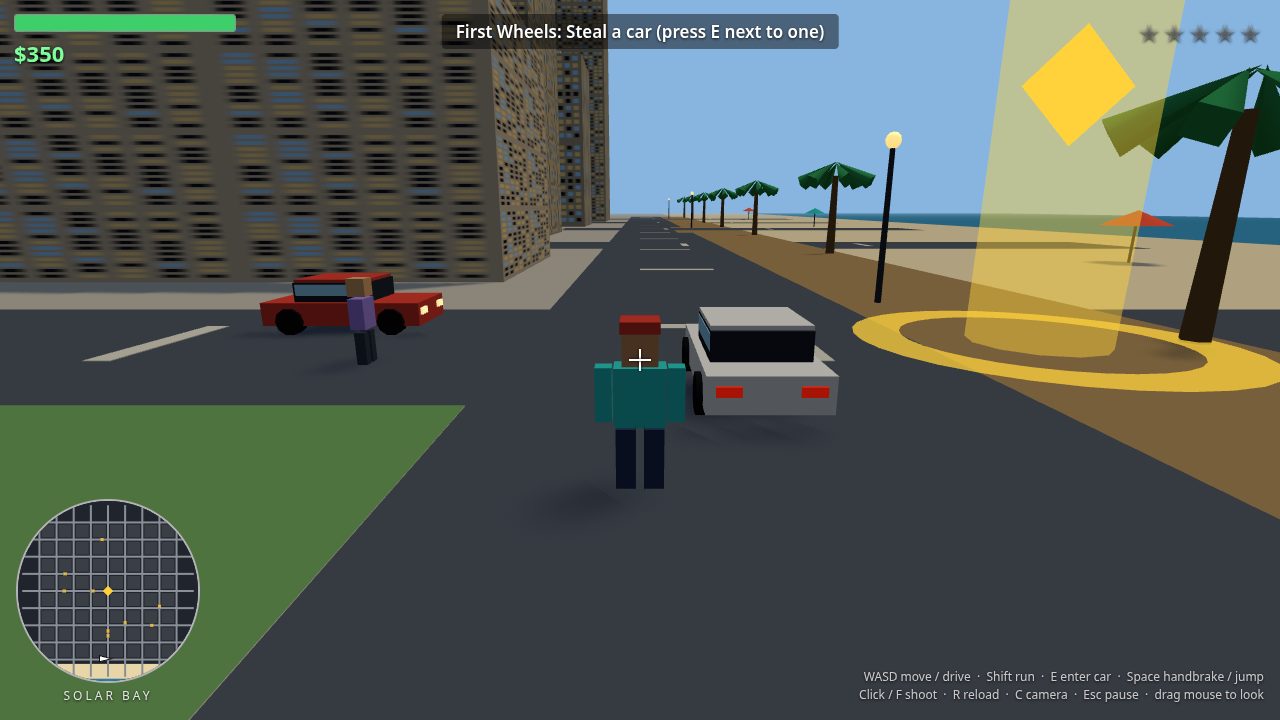 First Wheels: Steal a car (press E next to one)
$350
★★★★★
SOLAR BAY
WASD move / drive · Shift run · E enter car · Space handbrake / jump
Click / F shoot · R reload · C camera · Esc pause · drag mouse to look